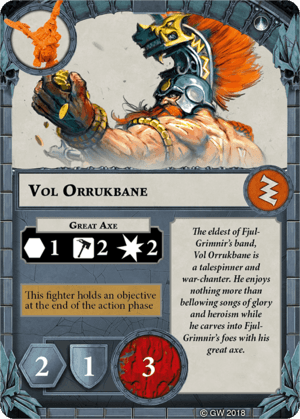 VOL ORRUKBANE
GREAT AXE
1 2 2
This fighter holds an objective
at the end of the action phase
The eldest of Fjul-
Grimnir's band,
Vol Orrukbane is
a talespinner and
war-chanter. He enjoys
nothing more than
bellowing songs of glory
and heroism while
he carves into Fjul-
Grimnir's foes with his
great axe.
2 1 3
© GW 2018